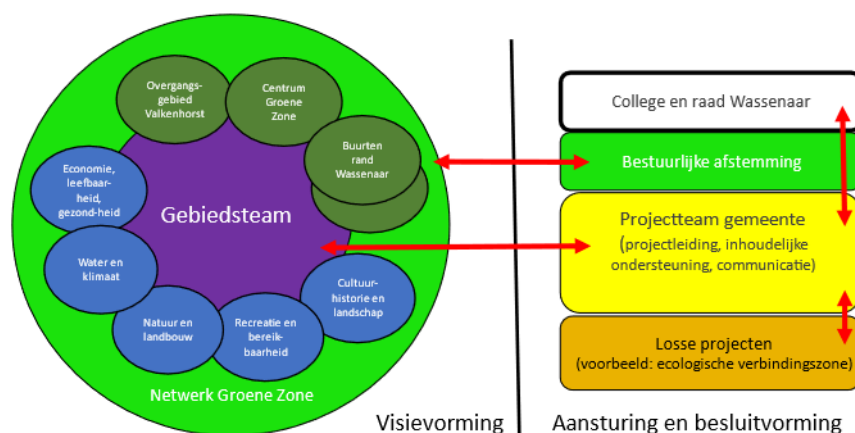 Overgangs-
gebied
Valkenhorst
Centrum
Groene
Zone
Buurten
rand
Wassenaar
Economie,
leefbaar-
heid,
gezond-heid
Gebiedsteam
Water en
klimaat
Cultuur-
historie en
landschap
Natuur en
landbouw
Recreatie en
bereik-
baarheid
Netwerk Groene Zone
Visievorming
College en raad Wassenaar
Bestuurlijke afstemming
Projectteam gemeente
(projectleiding, inhoudelijke
ondersteuning, communicatie)
Losse projecten
(voorbeeld: ecologische verbindingszone)
Aansturing en besluitvorming